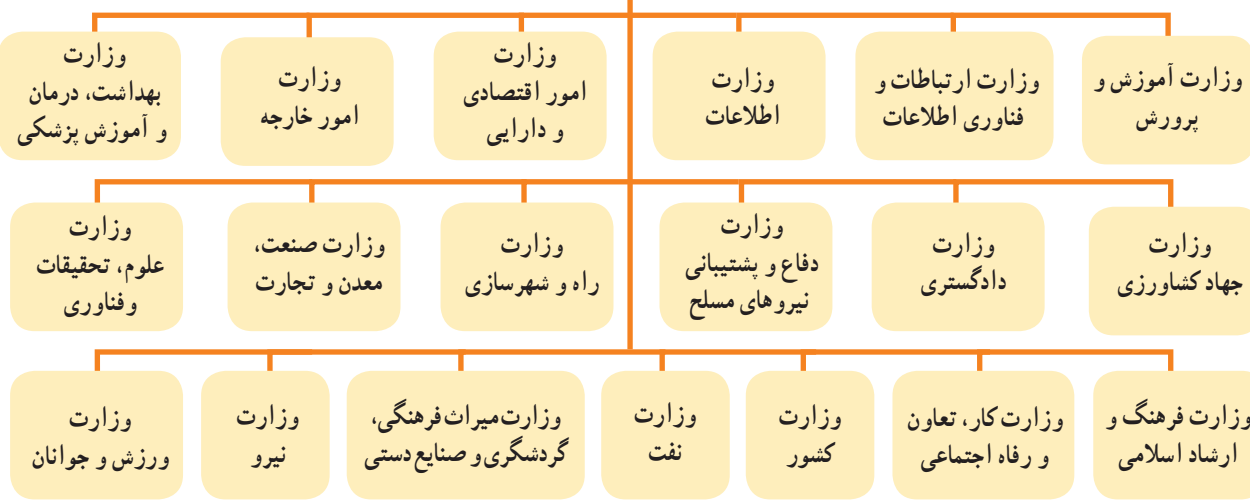 وزارت آموزش و
پرورش
وزارت ارتباطات و
فناوری اطلاعات
وزارت
اطلاعات
وزارت
امور اقتصادی
و دارایی
وزارت
امور خارجه
وزارت
بهداشت، درمان
و آموزش پزشکی
وزارت
جهاد کشاورزی
وزارت
دادگستری
وزارت
دفاع و پشتیبانی
نیروهای مسلح
وزارت
راه و شهرسازی
وزارت صنعت،
معدن و تجارت
وزارت
علوم، تحقیقات
وفناوری
وزارت فرهنگ و
ارشاد اسلامی
وزارت کار، تعاون
و رفاه اجتماعی
وزارت
کشور
وزارت
نفت
وزارت میراث فرهنگی،
گردشگری و صنایع دستی
وزارت
نیرو
وزارت
ورزش و جوانان